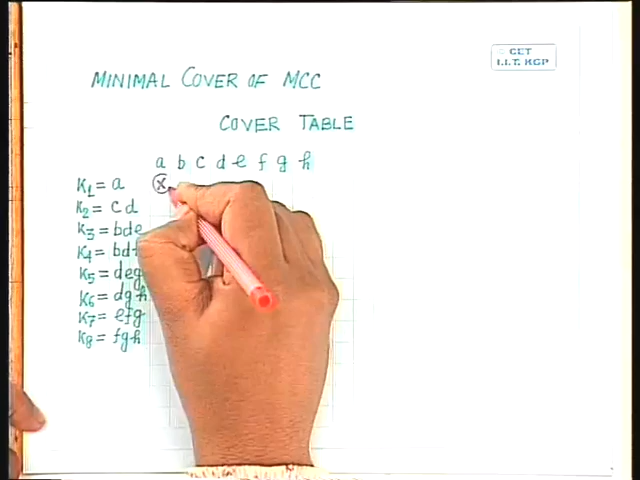 CET
I.I.T. KGP
MINIMAL COVER OF MCC
COVER TABLE
a b c d e f g h
K1 = a ⓧ
K2 = cd
K3 = bde
K4 = bd
K5 = deg
K6 = dgh
K7 = efg
K8 = fgh